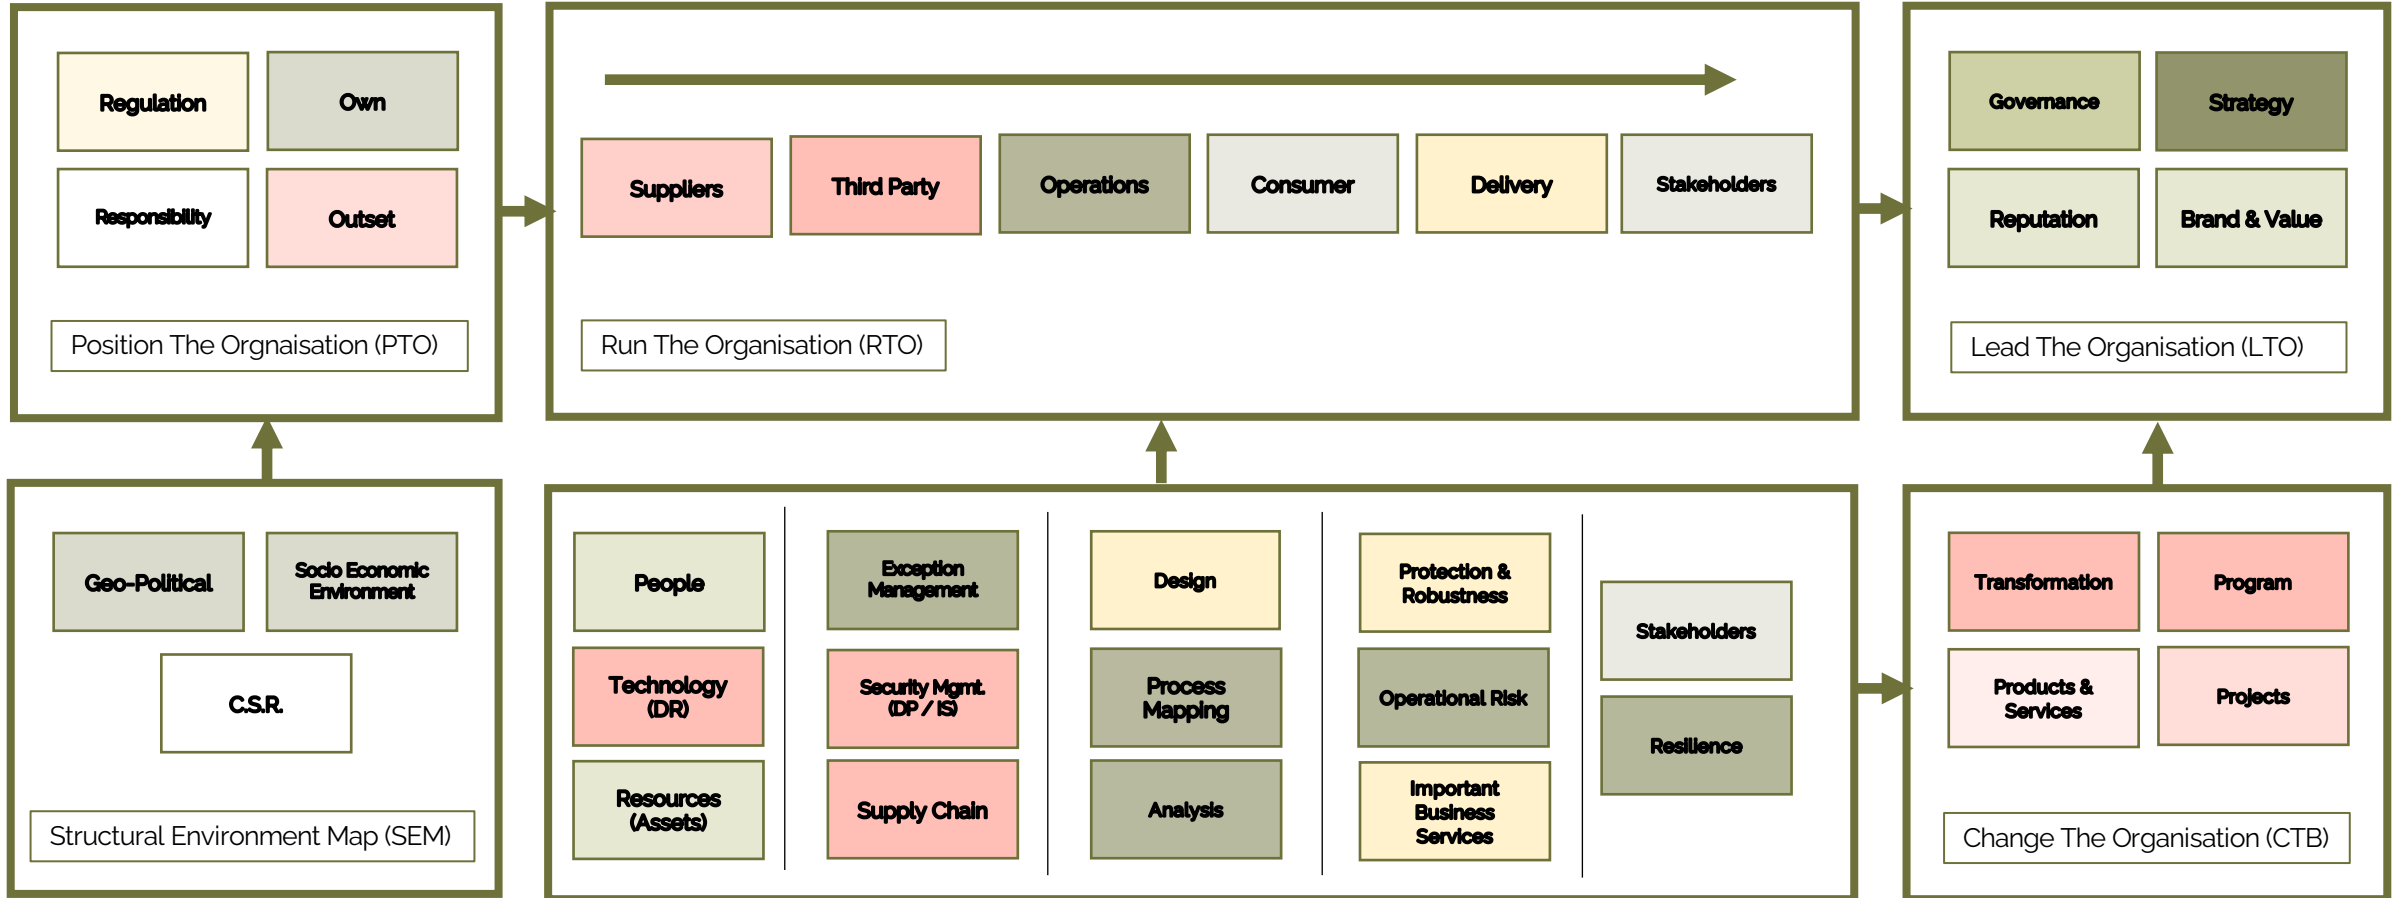 Regulation
Own
Responsibility
Outset
Position The Orgnaisation (PTO)
Suppliers
Third Party
Operations
Consumer
Delivery
Stakeholders
Run The Organisation (RTO)
Governance
Strategy
Reputation
Brand & Value
Lead The Organisation (LTO)
Geo-Political
Socio Economic
Environment
C.S.R.
Structural Environment Map (SEM)
People
Technology
(DR)
Resources
(Assets)
Exception
Management
Security Mgmt.
(DP / IS)
Supply Chain
Design
Process
Mapping
Analysis
Protection &
Robustness
Operational Risk
Important
Business
Services
Stakeholders
Resilience
Transformation
Program
Products &
Services
Projects
Change The Organisation (CTB)